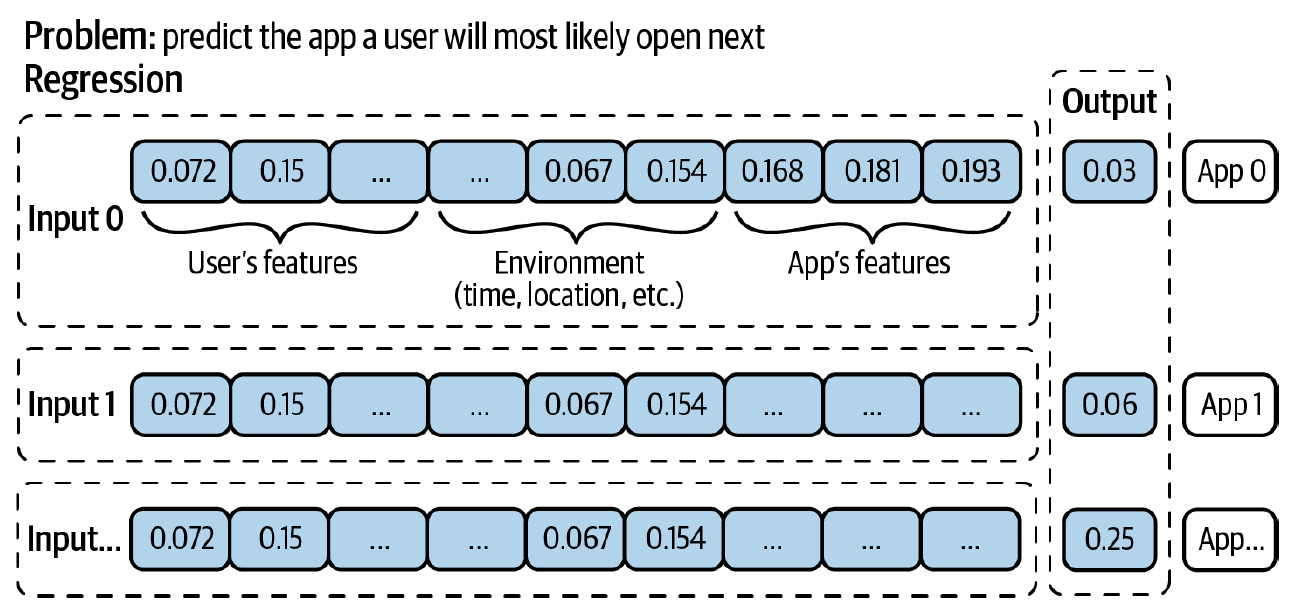 Problem: predict the app a user will most likely open next
Regression
Output
0.072 0.15 ... ... 0.067 0.154 0.168 0.181 0.193 0.03 App 0
Input 0
User's features Environment App's features
(time, location, etc.)
Input 1 0.072 0.15 ... ... 0.067 0.154 ... ... ... 0.06 App 1
Input... 0.072 0.15 ... ... 0.067 0.154 ... ... ... 0.25 App...